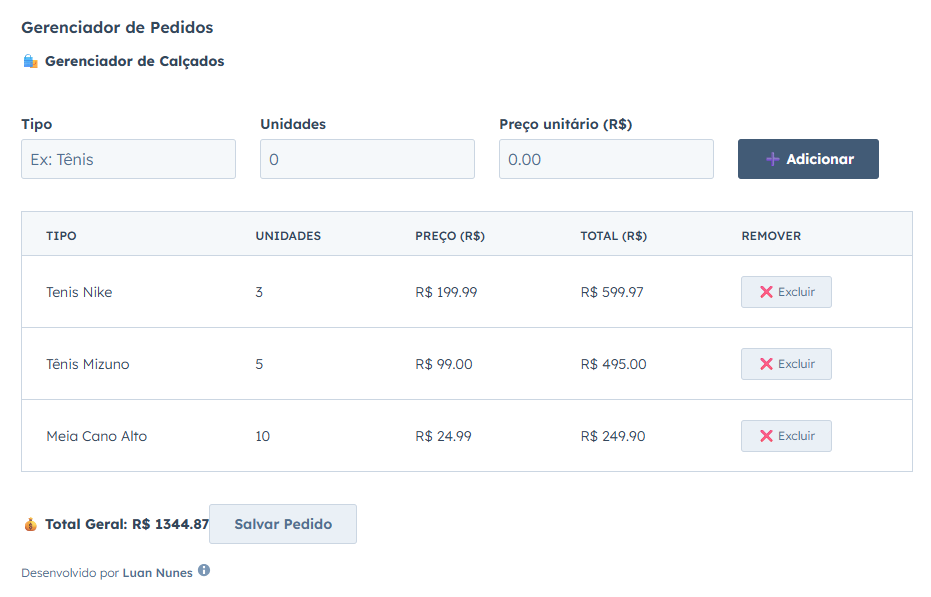 Gerenciador de Pedidos
🛍️ Gerenciador de Calçados
Tipo Unidades Preço unitário (R$)
Ex: Tênis 0 0.00 ➕ Adicionar
TIPO UNIDADES PREÇO (R$) TOTAL (R$) REMOVER
Tenis Nike 3 R$ 199.99 R$ 599.97 ❌ Excluir
Tênis Mizuno 5 R$ 99.00 R$ 495.00 ❌ Excluir
Meia Cano Alto 10 R$ 24.99 R$ 249.90 ❌ Excluir
💰 Total Geral: R$ 1344.87 Salvar Pedido
Desenvolvido por Luan Nunes